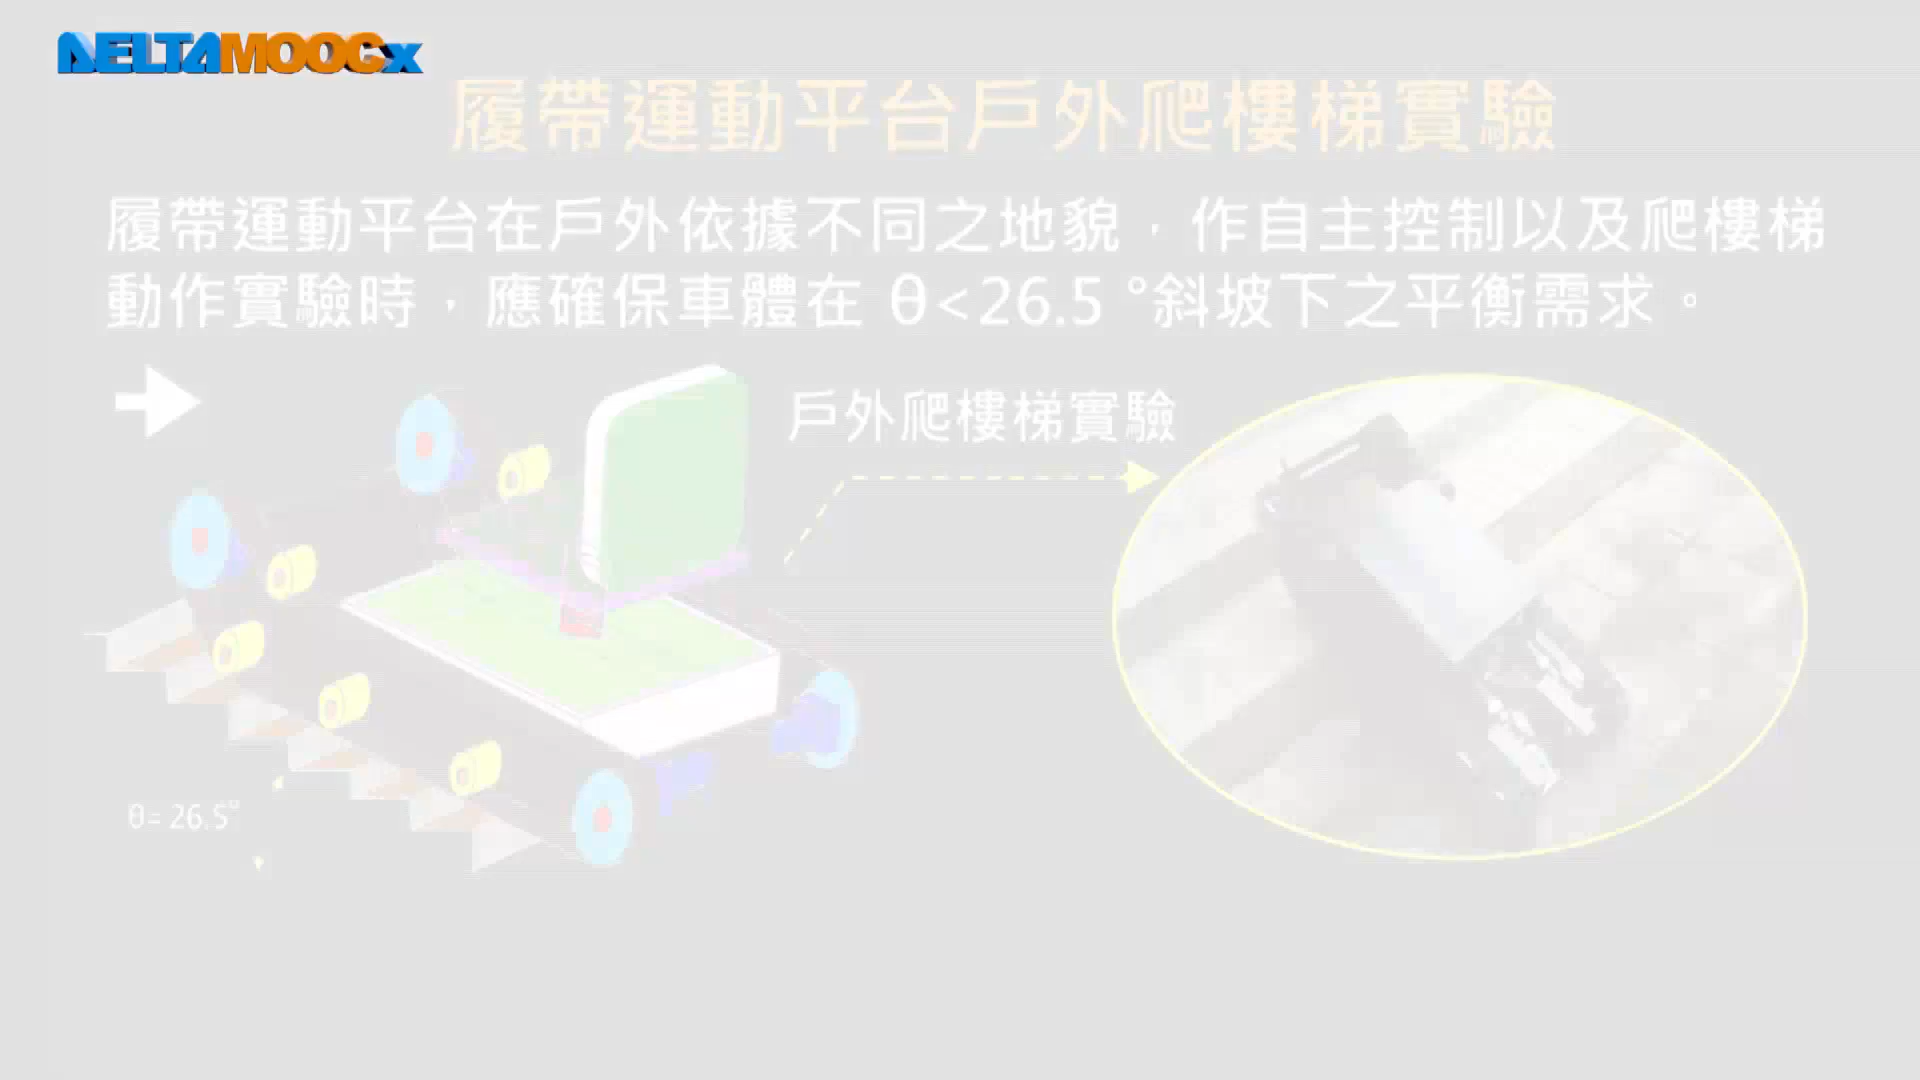 DELTAMOOCx
履帶運動平台戶外爬樓梯實驗
履帶運動平台在戶外依據不同之地貌，作自主控制以及爬樓梯
動作實驗時，應確保車體在 θ<26.5 °斜坡下之平衡需求。
戶外爬樓梯實驗
θ= 26.5°